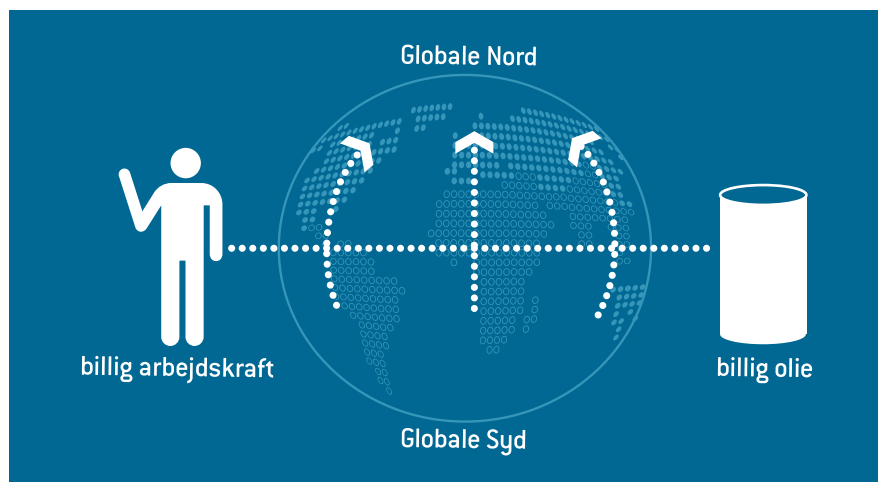 Globale Nord
billig arbejdskraft
billig olie
Globale Syd